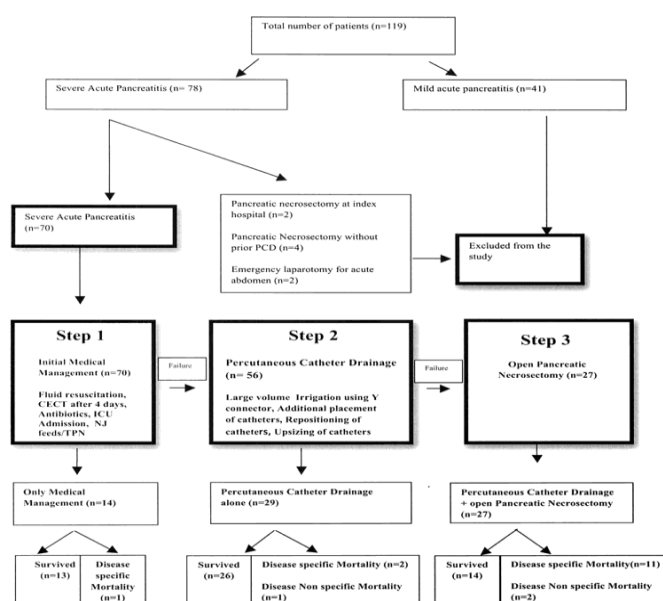 Total number of patients (n=119)
Severe Acute Pancreatitis (n= 78)
Mild acute pancreatitis (n=41)
Severe Acute Pancreatitis
(n=70)
Pancreatic necrosectomy at index
hospital (n=2)
Pancreatic Necrosectomy without
prior PCD (n=4)
Emergency laparotomy for acute
abdomen (n=2)
Excluded from the
study
Step 1
Initial Medical
Management (n=70)
Fluid resuscitation,
CECT after 4 days,
Antibiotics, ICU
Admission, NJ
feeds/TPN
Failure
Step 2
Percutaneous Catheter Drainage
(n= 56)
Large volume Irrigation using Y
connector, Additional placement
of catheters, Repositioning of
catheters, Upsizing of catheters
Failure
Step 3
Open Pancreatic
Necrosectomy (n=27)
Only Medical
Management (n=14)
Percutaneous Catheter Drainage
alone (n=29)
Percutaneous Catheter Drainage
+ open Pancreatic Necrosectomy
(n=27)
Survived
(n=13)
Disease
specific
Mortality
(n=1)
Survived
(n=26)
Disease specific Mortality (n=2)
Disease Non specific Mortality
(n=1)
Survived
(n=14)
Disease specific Mortality(n=11)
Disease Non specific Mortality
(n=2)